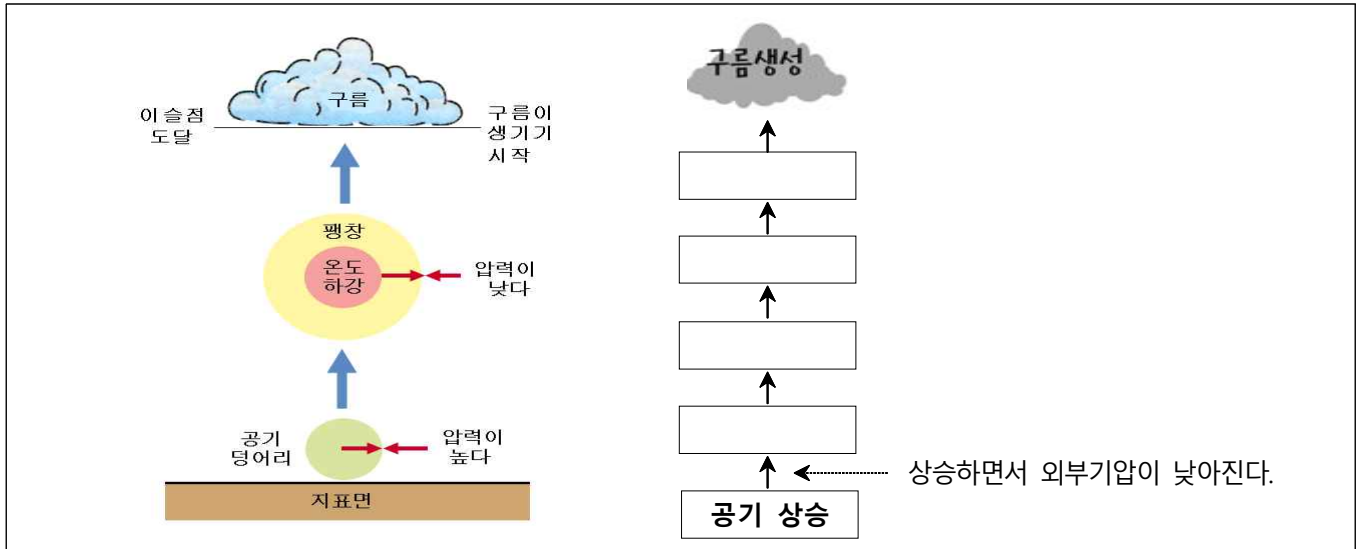 구름
이슬점
도달
구름이
생기기
시작
팽창
온도
하강
압력이
낮다
공기
덩어리
압력이
높다
지표면
구름생성
상승하면서 외부기압이 낮아진다.
공기 상승